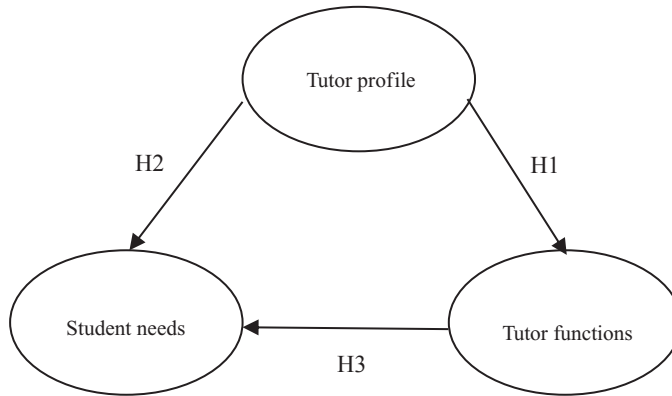 Tutor profile
H2
H1
Student needs
Tutor functions
H3